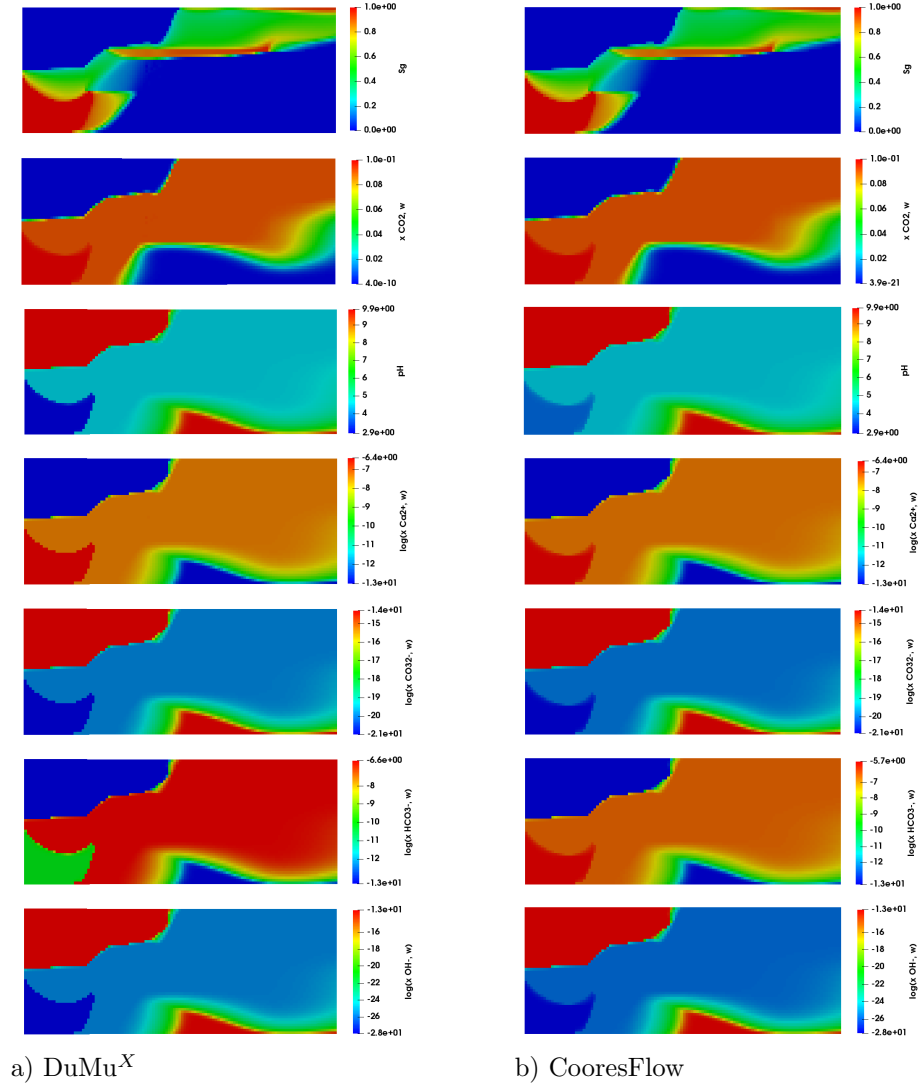 1.0e+00
0.8
0.6
0.4
0.2
0.0e+00
Sg
1.0e+00
0.8
0.6
0.4
0.2
0.0e+00
Sg
1.0e-01
0.08
0.06
0.04
0.02
4.0e-10
x CO2, w
1.0e-01
0.08
0.06
0.04
0.02
3.9e-21
x CO2, w
9.9e+00
9
8
7
6
5
4
2.9e+00
pH
9.9e+00
9
8
7
6
5
4
2.9e+00
pH
-6.4e+00
-8
-9
-10
-11
-12
-1.3e+01
log(x Ca2+, w)
-6.4e+00
-7
-8
-9
-10
-11
-12
-1.3e+01
log(x Ca2+, w)
-1.4e+01
-15
-16
-17
-18
-19
-20
-2.1e+01
log(x CO32-, w)
-1.4e+01
-16
-17
-18
-19
-20
-2.1e+01
log(x CO32-, w)
-6.6e+00
-8
-9
-10
-11
-12
-1.3e+01
log(x HCO3-, w)
-5.7e+00
-7
-8
-9
-10
-11
-12
-1.3e+01
log(x HCO3-, w)
-1.3e+01
-16
-18
-20
-22
-24
-26
-2.8e+01
log(x OH-, w)
-1.3e+01
-16
-18
-20
-22
-24
-26
-2.8e+01
log(x OH-, w)
a) DuMu^X
b) CooresFlow